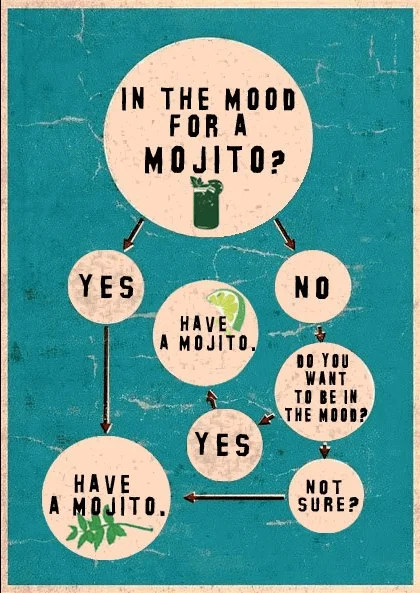 IN THE MOOD
FOR A
MOJITO?
YES
NO
HAVE
A MOJITO.
DO YOU
WANT
TO BE IN
THE MOOD?
YES
HAVE
A MOJITO.
NOT
SURE?